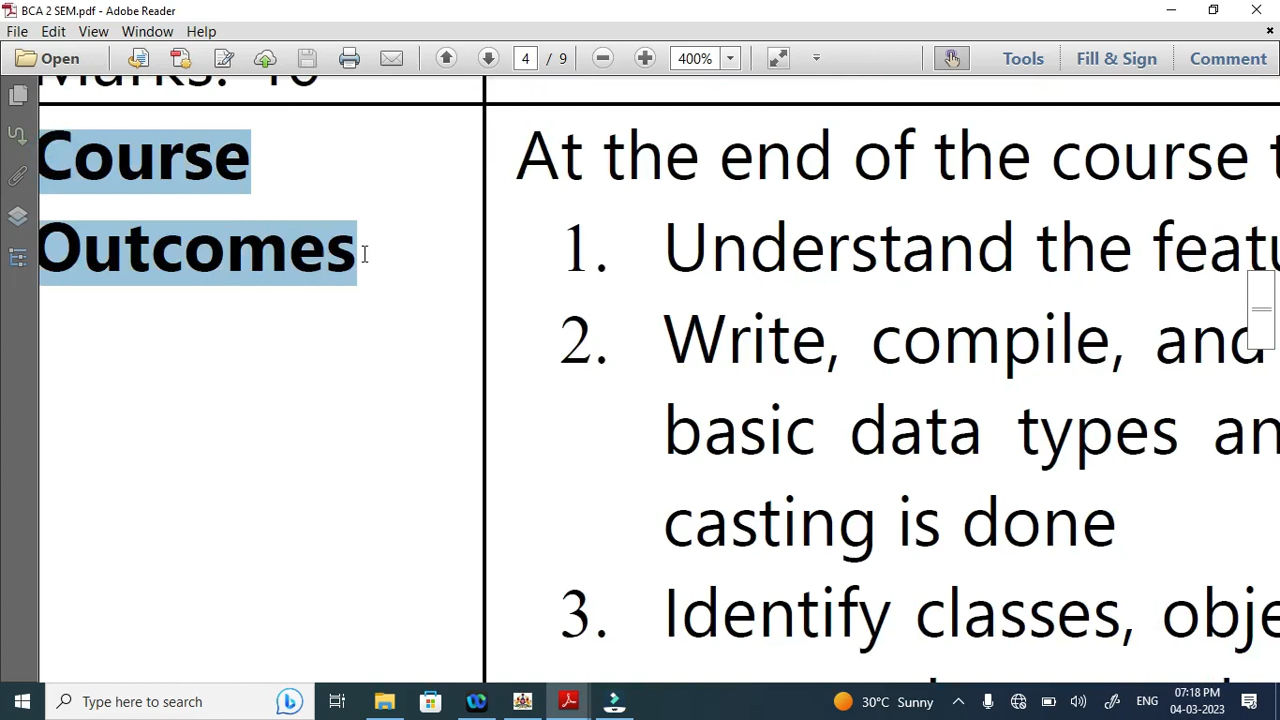 BCA 2 SEM.pdf - Adobe Reader
File Edit View Window Help
Open 4 / 9 400% Tools Fill & Sign Comment
Marks: 10
Course
Outcomes
At the end of the course t
1. Understand the featu
2. Write, compile, and
basic data types an
casting is done
3. Identify classes, obje
Type here to search
30°C Sunny
ENG
07:18 PM
04-03-2023